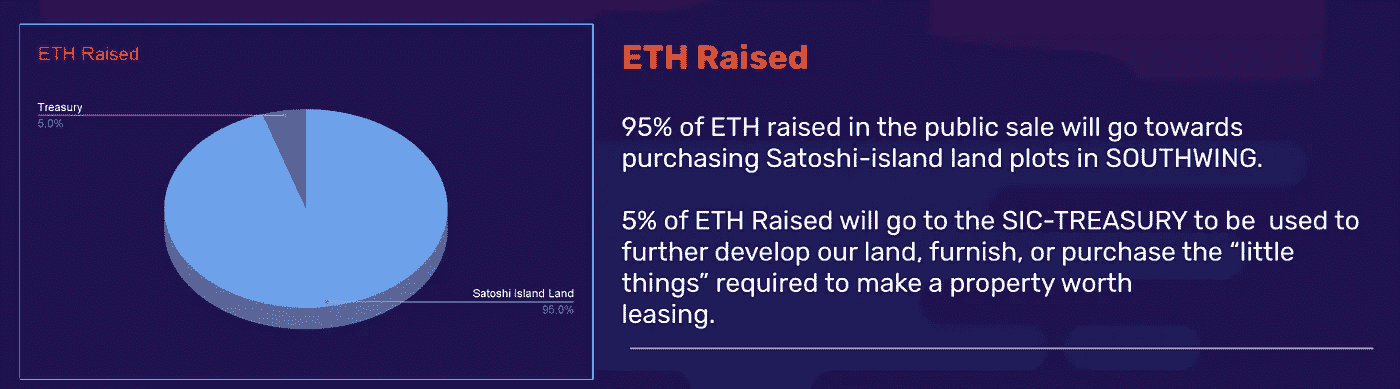 ETH Raised
Treasury
5.0%
Satoshi Island Land
95.0%
ETH Raised
95% of ETH raised in the public sale will go towards
purchasing Satoshi-island land plots in SOUTHWING.
5% of ETH Raised will go to the SIC-TREASURY to be  used to
further develop our land, furnish, or purchase the “little
things” required to make a property worth
leasing.